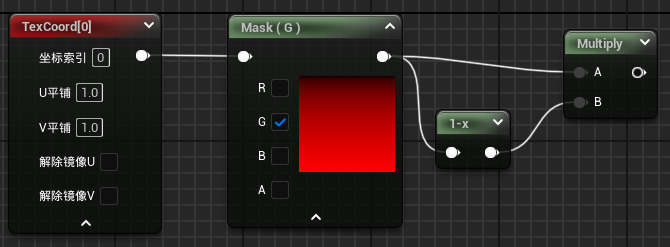 TexCoord[0]
坐标索引 0
U平铺 1.0
V平铺 1.0
解除镜像U
解除镜像V
Mask ( G )
R
G
B
A
1-x
Multiply
A
B